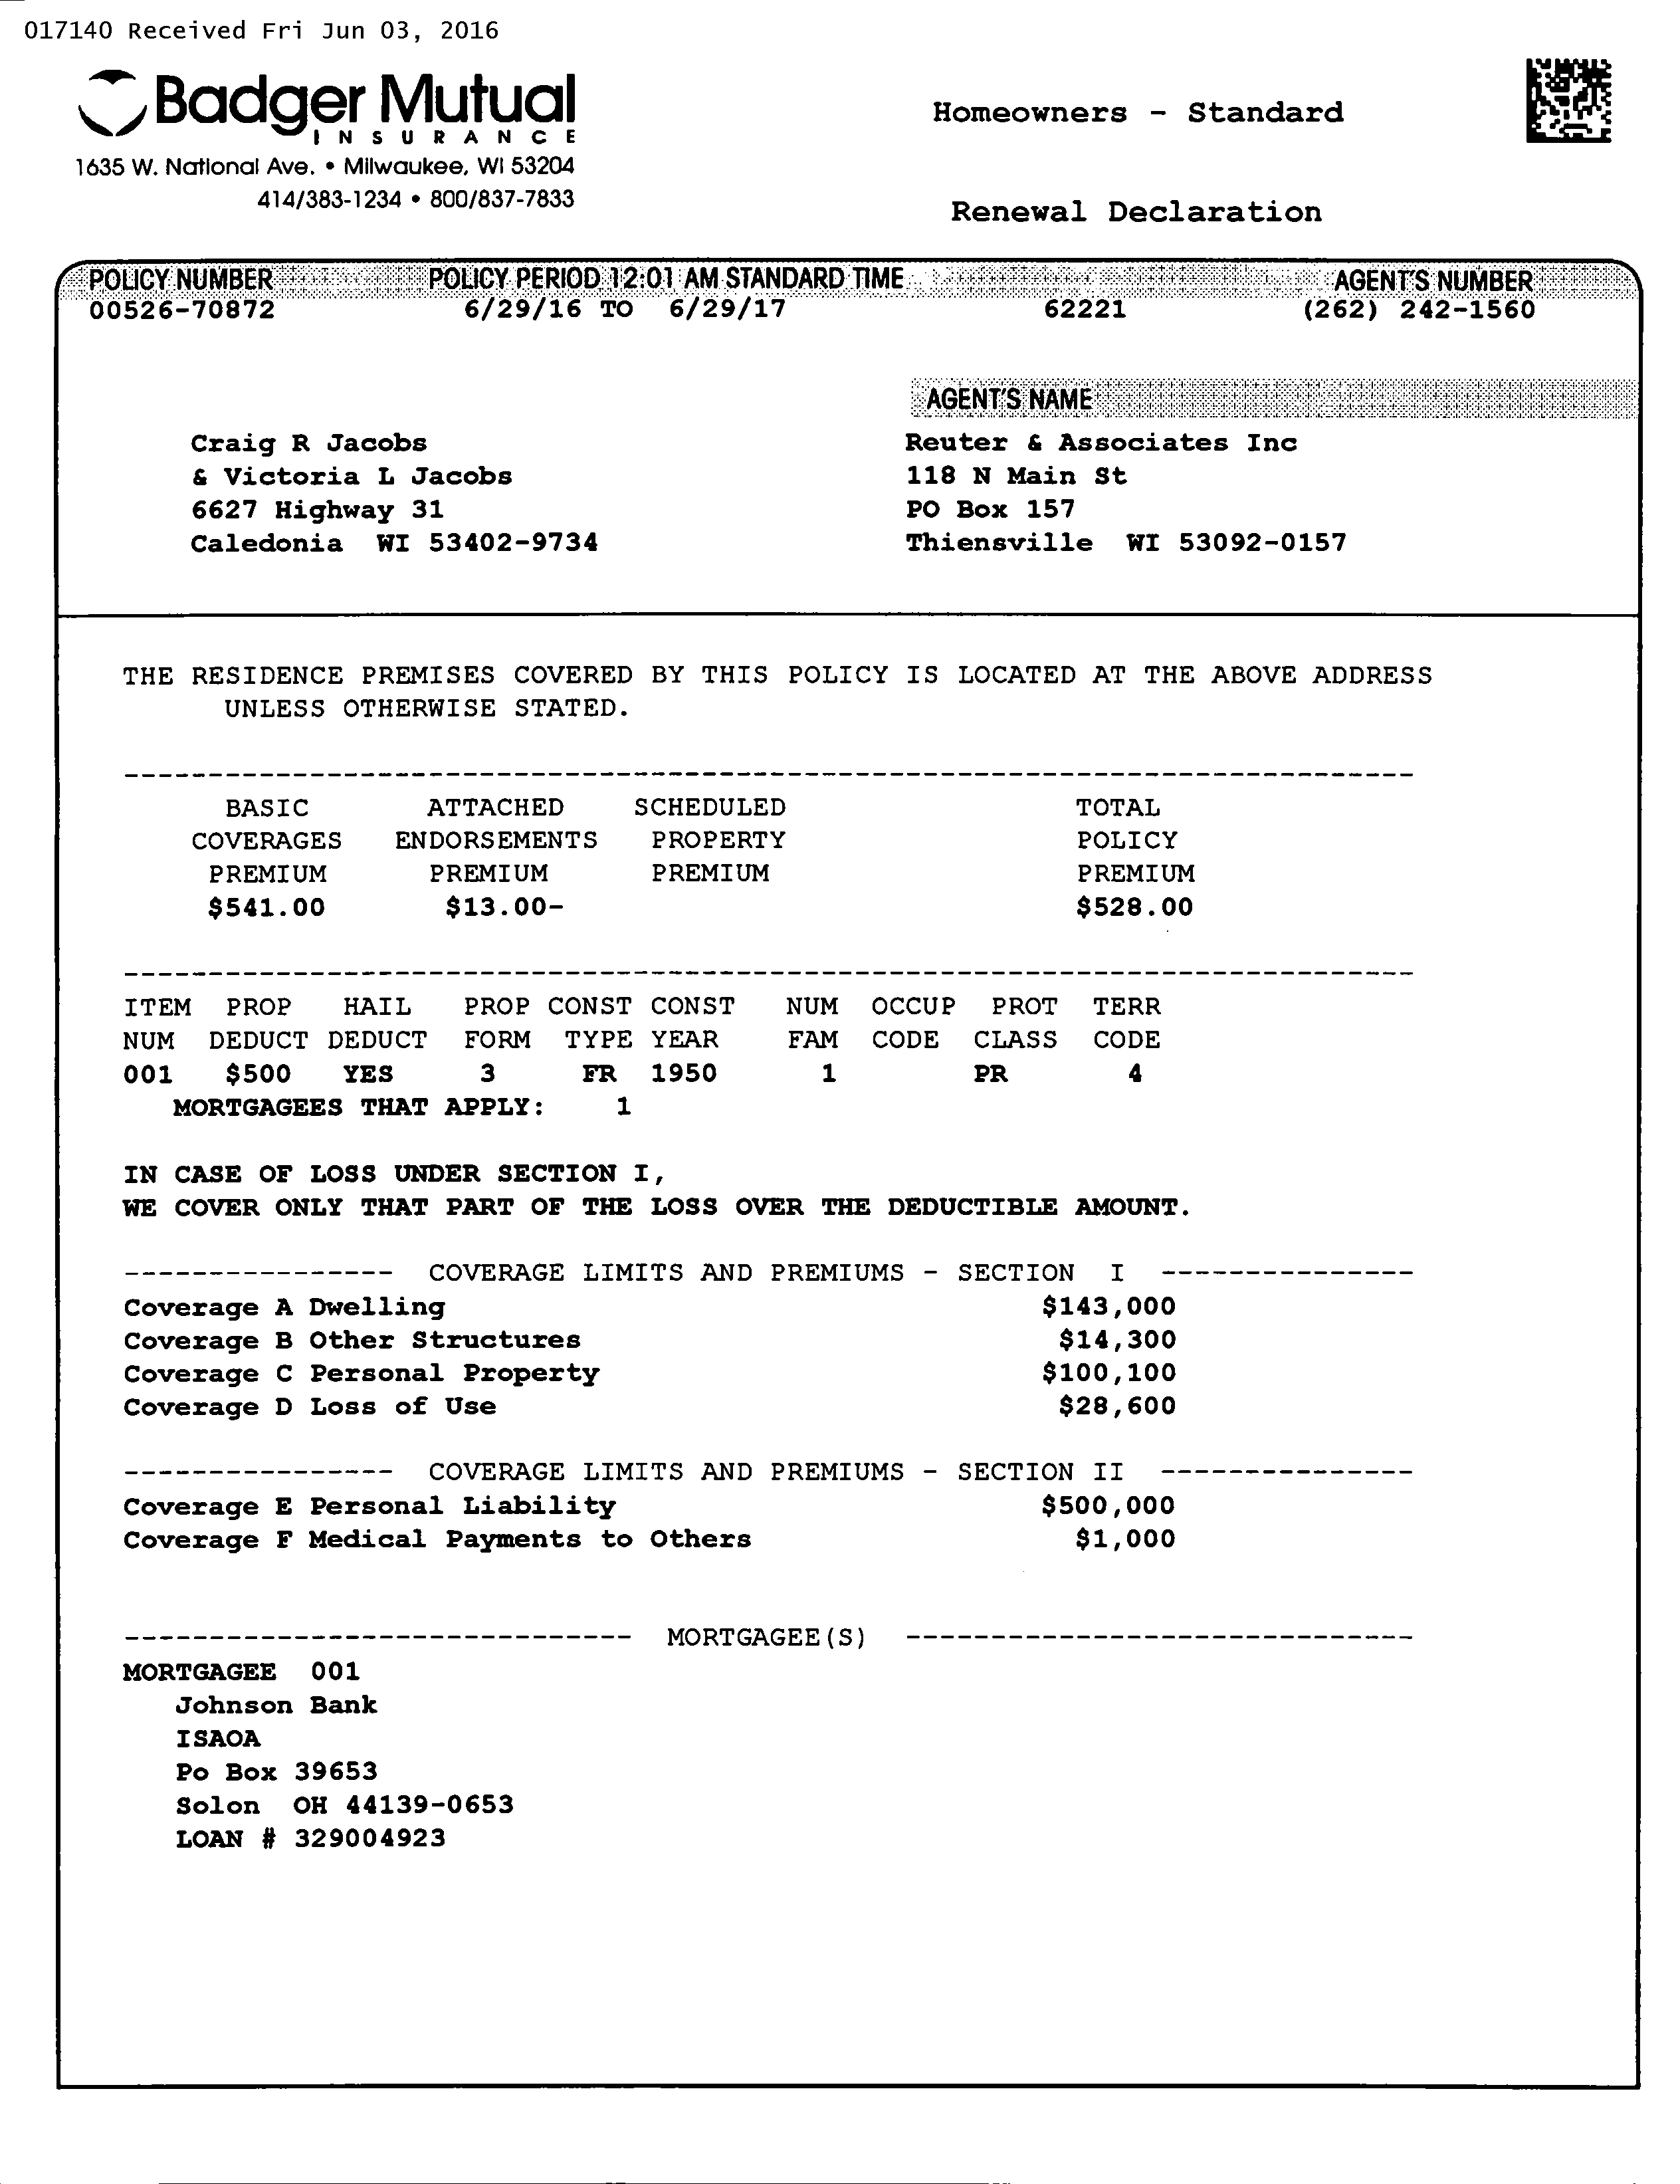 017140 Received Fri Jun 03, 2016
Badger Mutual
INSURANCE
1635 W. National Ave. • Milwaukee, WI 53204
414/383-1234 • 800/837-7833
Homeowners - Standard
Renewal Declaration
POLICY NUMBER POLICY PERIOD 12:01 AM STANDARD TIME AGENT'S NUMBER
00526-70872 6/29/16 TO 6/29/17 62221 (262) 242-1560
AGENT'S NAME
Craig R Jacobs Reuter & Associates Inc
& Victoria L Jacobs 118 N Main St
6627 Highway 31 PO Box 157
Caledonia WI 53402-9734 Thiensville WI 53092-0157
THE RESIDENCE PREMISES COVERED BY THIS POLICY IS LOCATED AT THE ABOVE ADDRESS
UNLESS OTHERWISE STATED.
--------------------------------------------------------------------------
BASIC ATTACHED SCHEDULED TOTAL
COVERAGES ENDORSEMENTS PROPERTY POLICY
PREMIUM PREMIUM PREMIUM PREMIUM
$541.00 $13.00- $528.00
--------------------------------------------------------------------------
ITEM PROP HAIL PROP CONST CONST NUM OCCUP PROT TERR
NUM DEDUCT DEDUCT FORM TYPE YEAR FAM CODE CLASS CODE
001 $500 YES 3 FR 1950 1 PR 4
MORTGAGEES THAT APPLY: 1
IN CASE OF LOSS UNDER SECTION I,
WE COVER ONLY THAT PART OF THE LOSS OVER THE DEDUCTIBLE AMOUNT.
---------------- COVERAGE LIMITS AND PREMIUMS - SECTION I ---------------
Coverage A Dwelling $143,000
Coverage B Other Structures $14,300
Coverage C Personal Property $100,100
Coverage D Loss of Use $28,600
---------------- COVERAGE LIMITS AND PREMIUMS - SECTION II ---------------
Coverage E Personal Liability $500,000
Coverage F Medical Payments to Others $1,000
------------------------------ MORTGAGEE(S) ------------------------------
MORTGAGEE 001
Johnson Bank
ISAOA
Po Box 39653
Solon OH 44139-0653
LOAN # 329004923